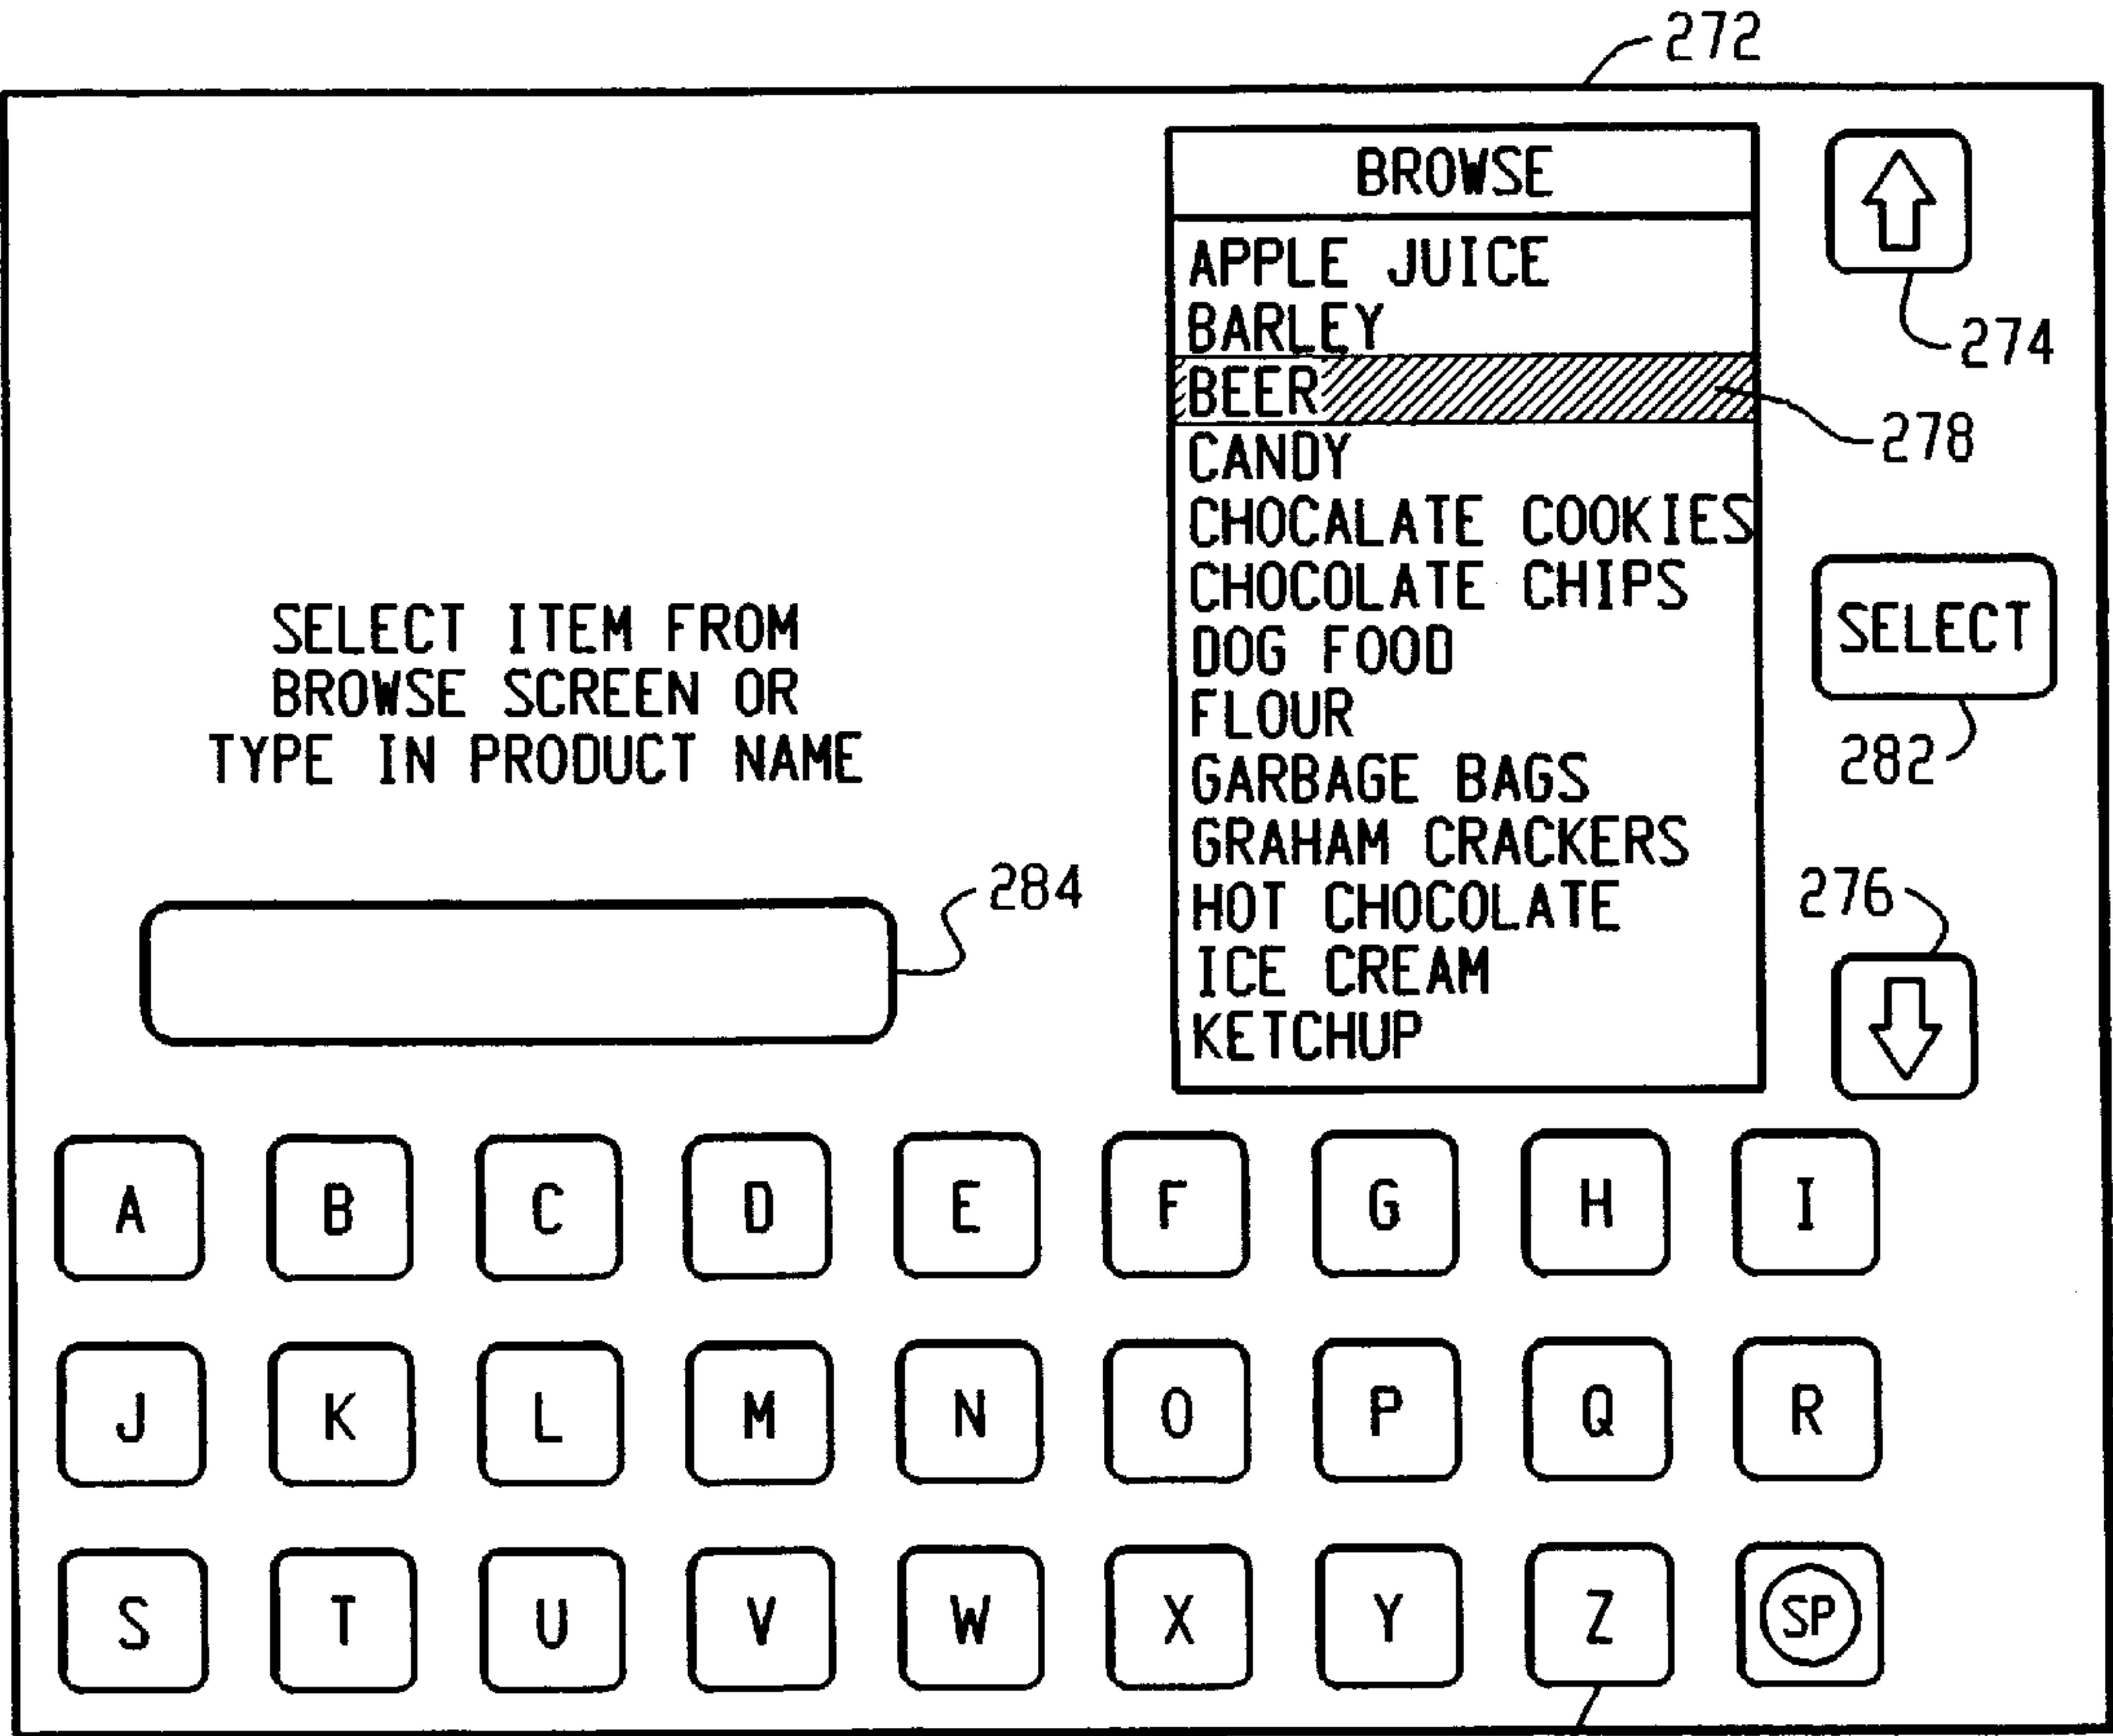 272
BROWSE
APPLE JUICE
BARLEY
274
BEER
278
CANDY
CHOCALATE COOKIES
CHOCOLATE CHIPS
SELECT ITEM FROM
BROWSE SCREEN OR
TYPE IN PRODUCT NAME
DOG FOOD
SELECT
FLOUR
282
GARBAGE BAGS
GRAHAM CRACKERS
284
HOT CHOCOLATE
276
ICE CREAM
KETCHUP
A B C D E F G H I
J K L M N O P Q R
S T U V W X Y Z SP